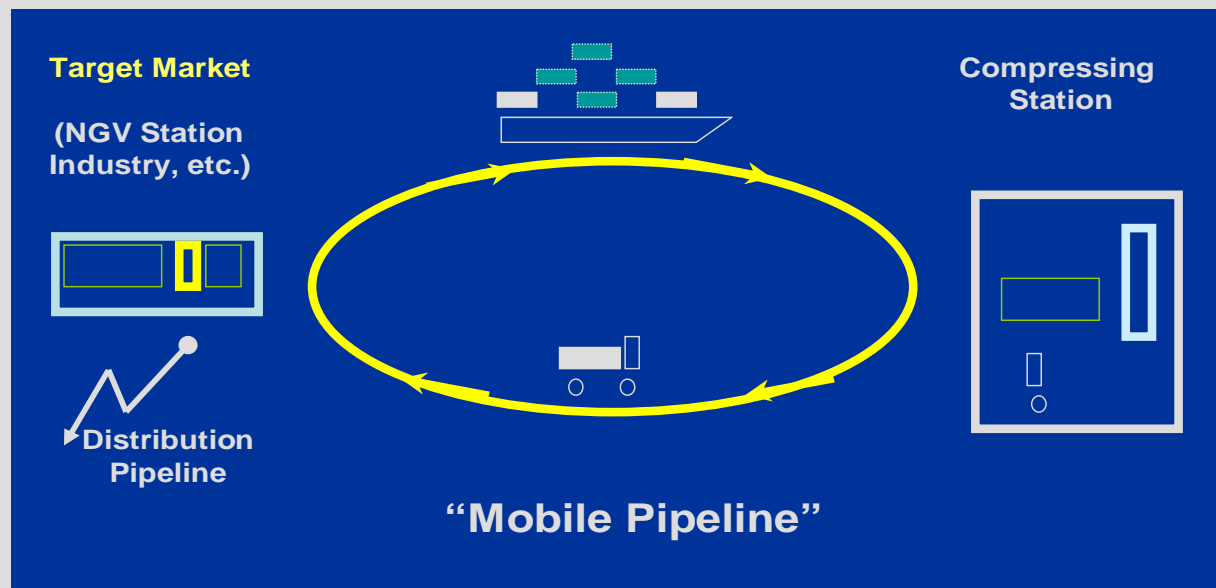 Target Market
(NGV Station
Industry, etc.)
Compressing
Station
Distribution
Pipeline
“Mobile Pipeline”